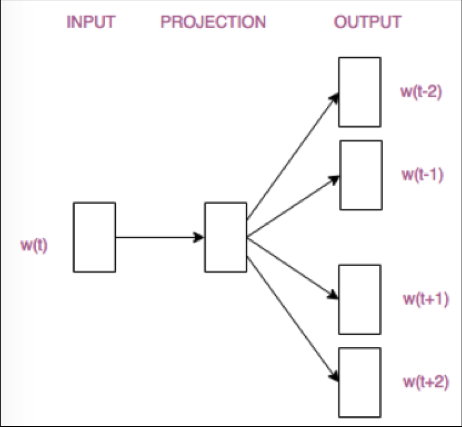 INPUT PROJECTION OUTPUT
w(t-2)
w(t-1)
w(t)
w(t+1)
w(t+2)